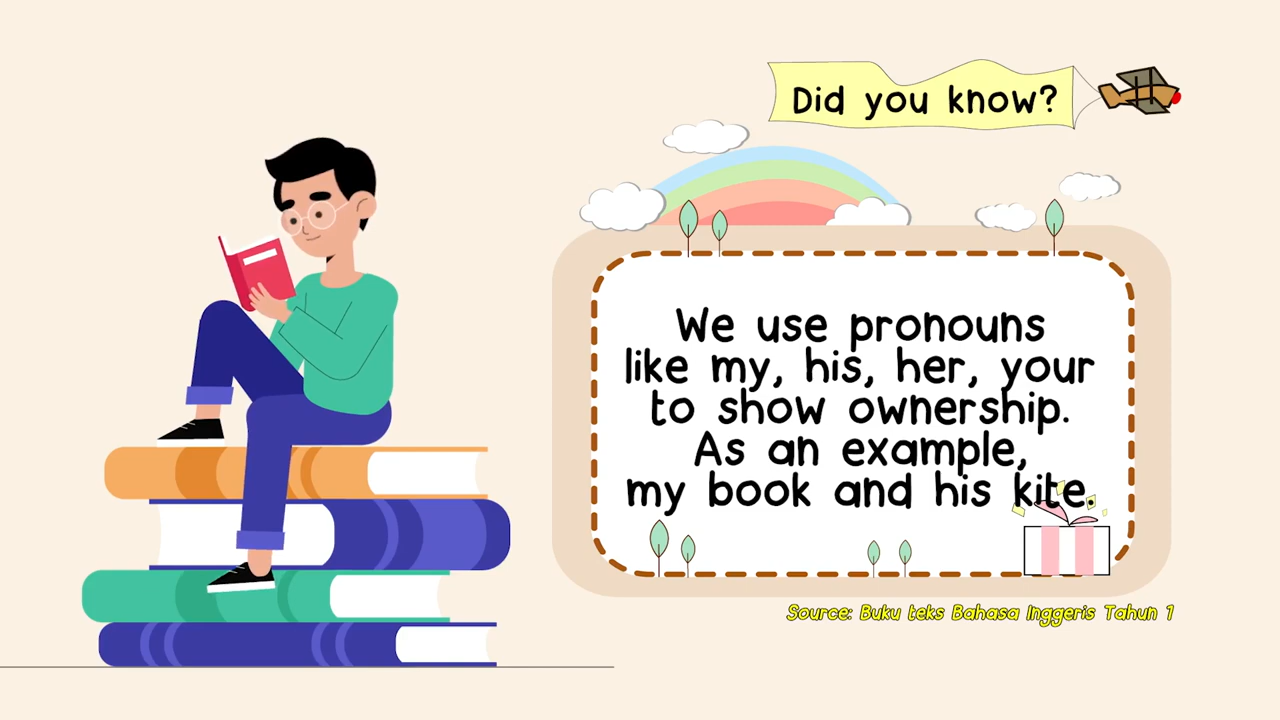 Did you know?
We use pronouns
like my, his, her, your
to show ownership.
As an example,
my book and his kite.
Source: Buku teks Bahasa Inggeris Tahun 1